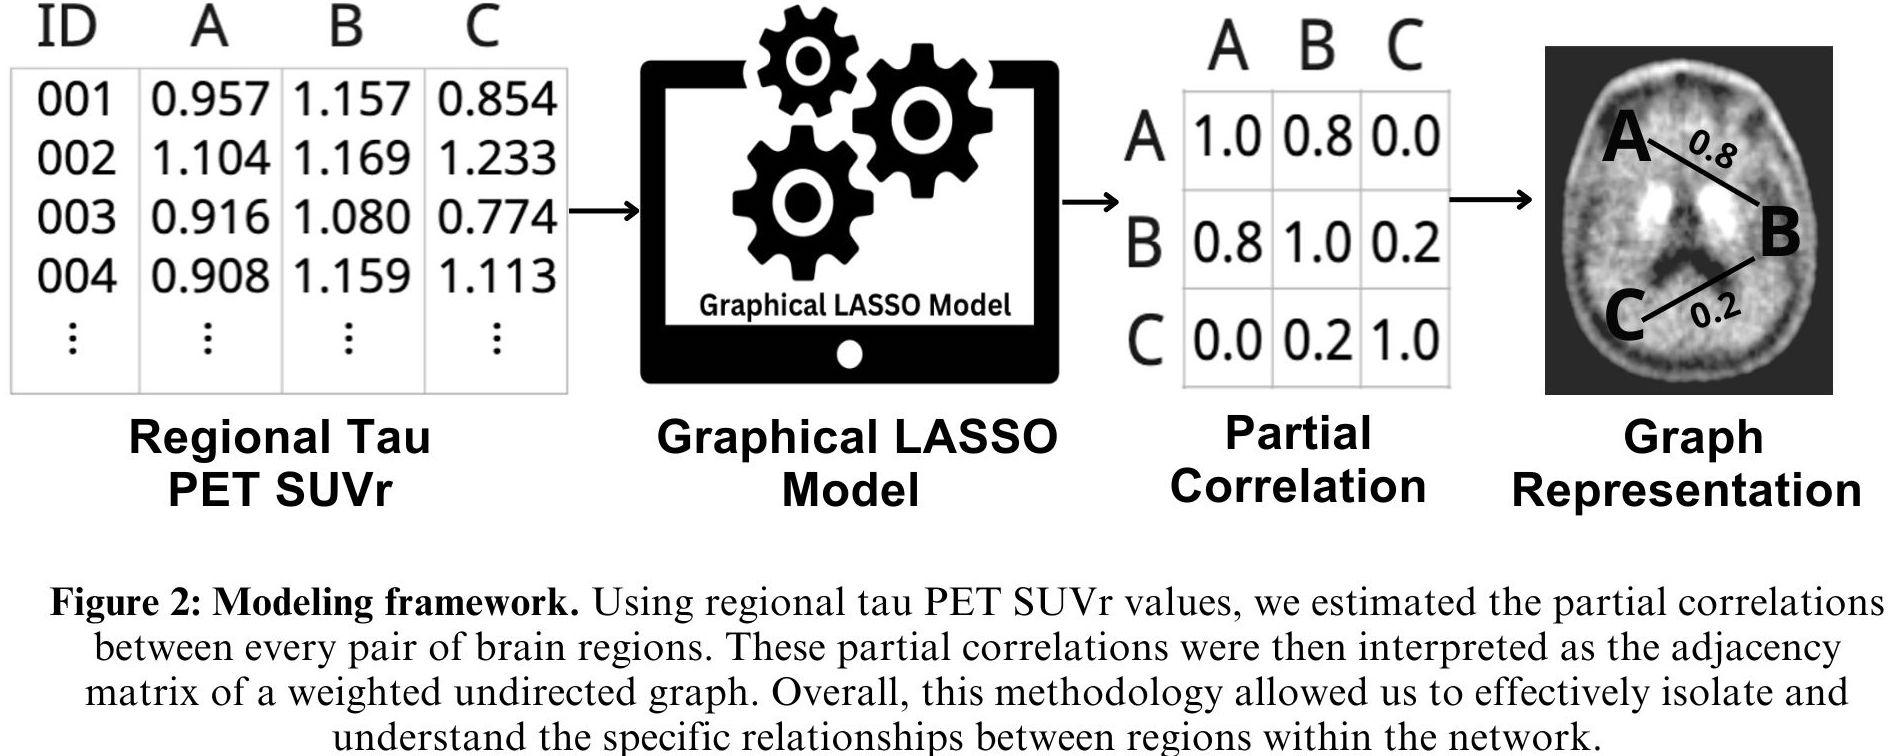 ID A B C
001 0.957 1.157 0.854
002 1.104 1.169 1.233
003 0.916 1.080 0.774
004 0.908 1.159 1.113
⋮ ⋮ ⋮ ⋮
Regional Tau
PET SUVr
Graphical LASSO Model
Graphical LASSO
Model
A B C
A 1.0 0.8 0.0
B 0.8 1.0 0.2
C 0.0 0.2 1.0
Partial
Correlation
A
0.8
B
C
0.2
Graph
Representation
Figure 2: Modeling framework. Using regional tau PET SUVr values, we estimated the partial correlations
between every pair of brain regions. These partial correlations were then interpreted as the adjacency
matrix of a weighted undirected graph. Overall, this methodology allowed us to effectively isolate and
understand the specific relationships between regions within the network.